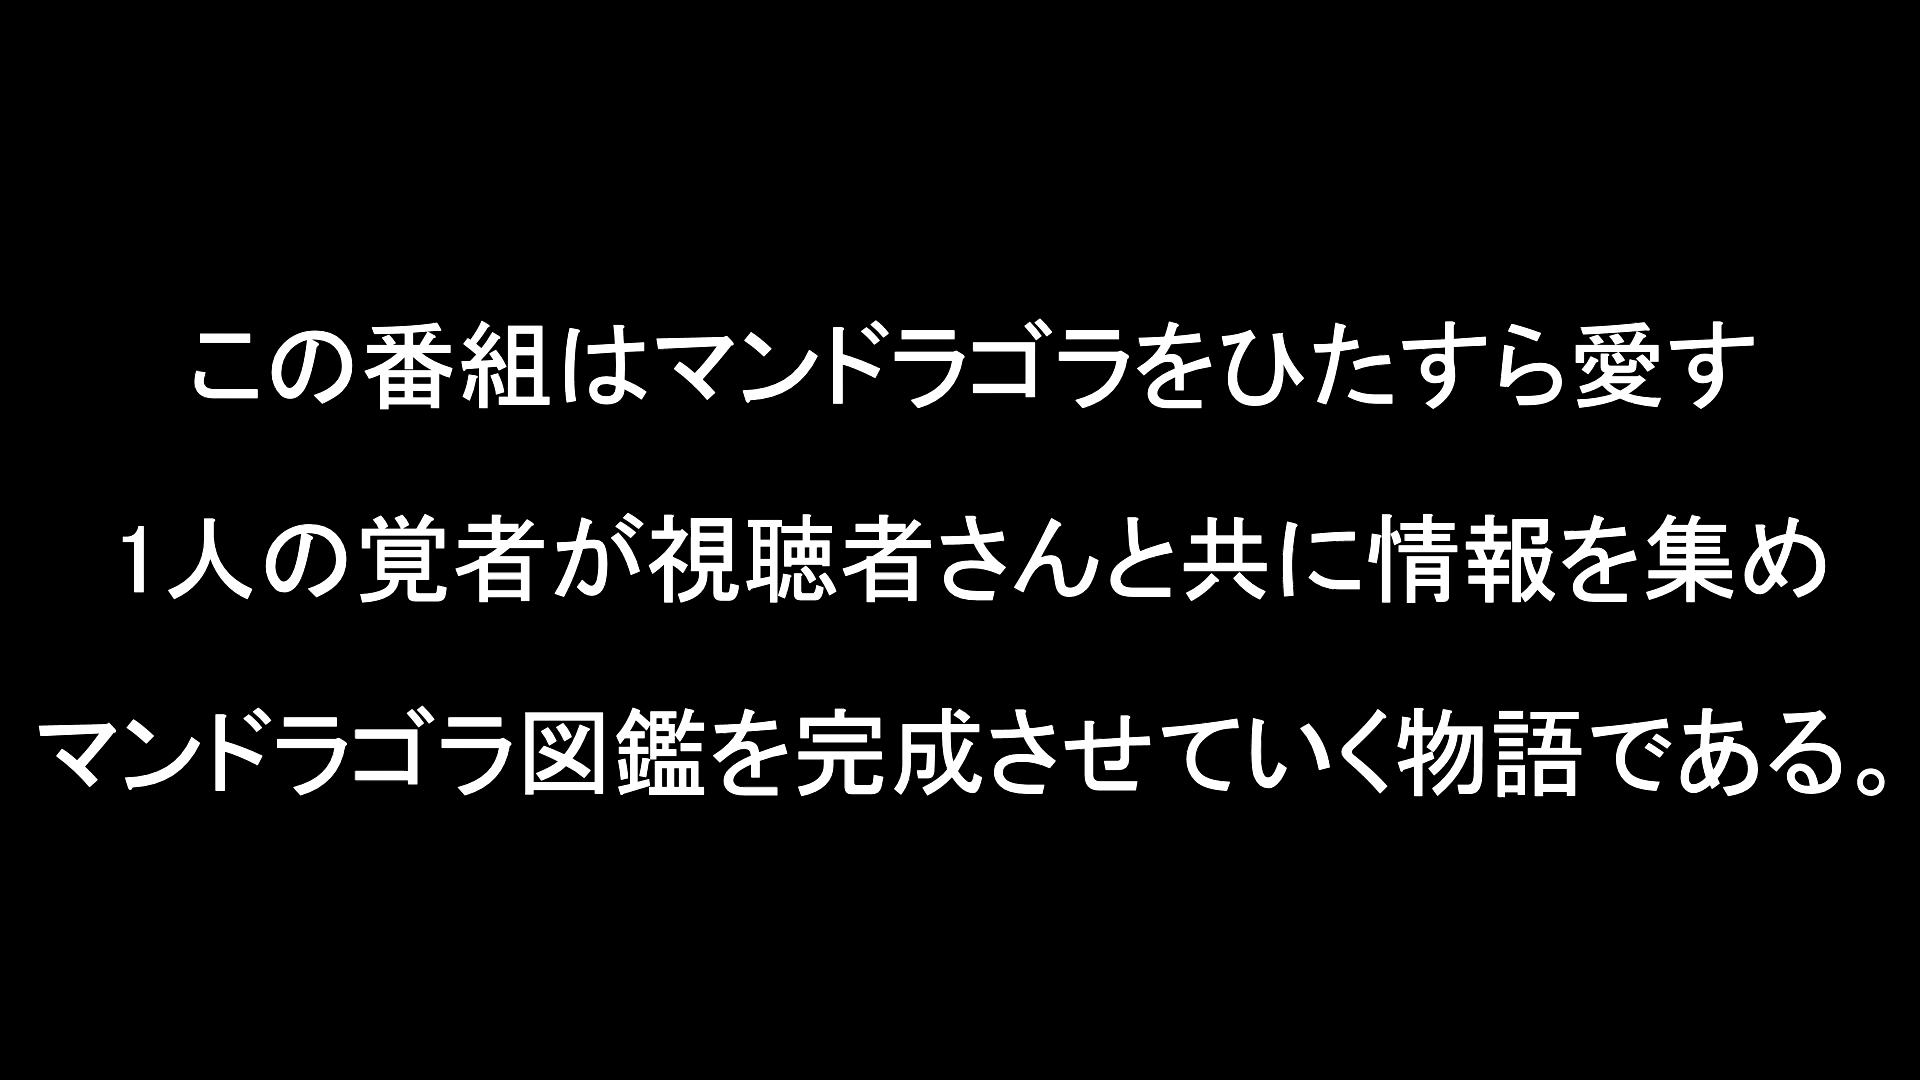 この番組はマンドラゴラをひたすら愛す
1人の覚者が視聴者さんと共に情報を集め
マンドラゴラ図鑑を完成させていく物語である。